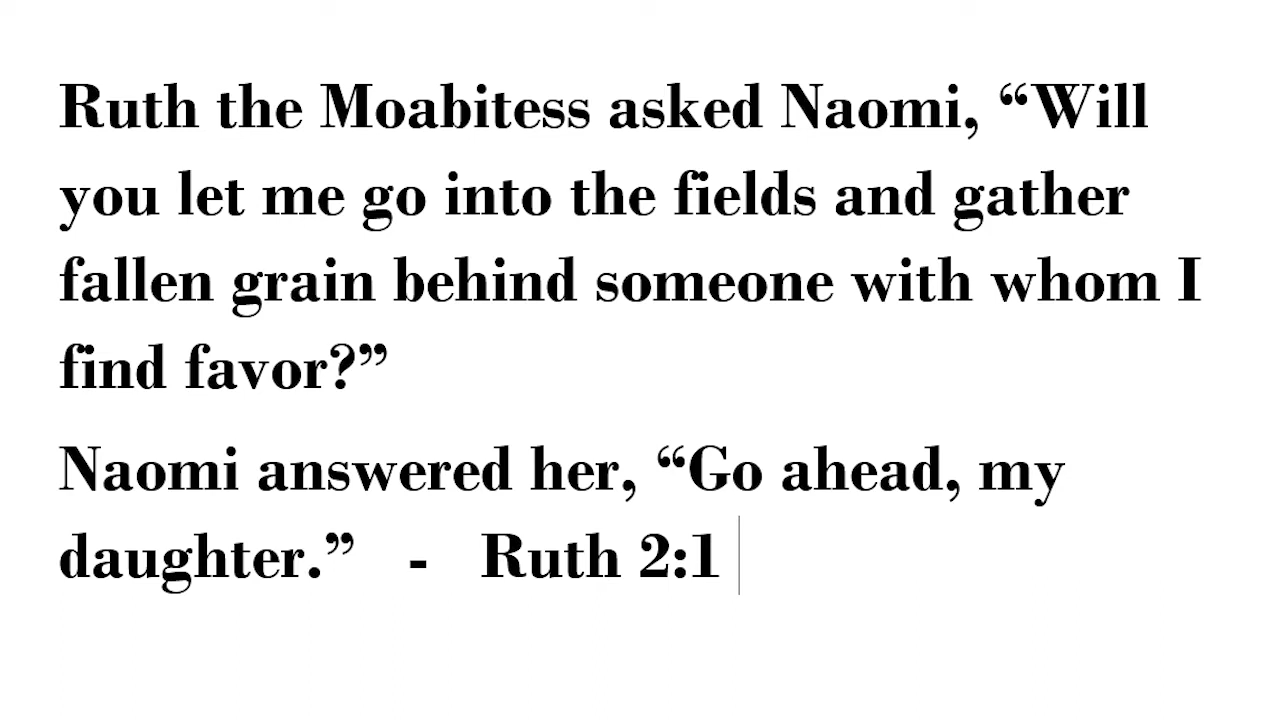 Ruth the Moabitess asked Naomi, “Will
you let me go into the fields and gather
fallen grain behind someone with whom I
find favor?”
Naomi answered her, “Go ahead, my
daughter.” - Ruth 2:1